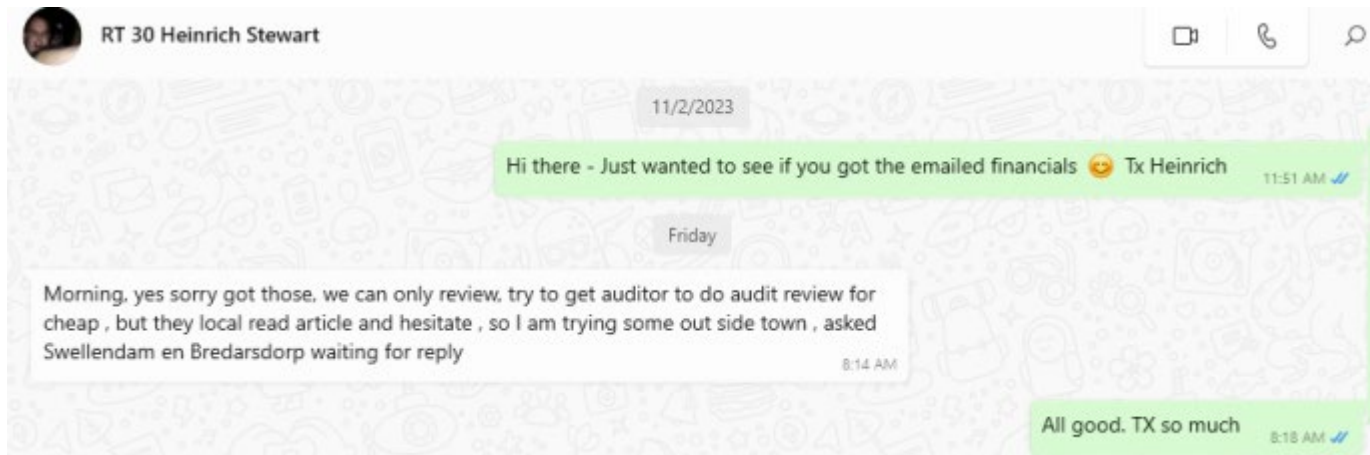 RT 30 Heinrich Stewart
11/2/2023
Hi there - Just wanted to see if you got the emailed financials 😊 Tx Heinrich
11:51 AM
Friday
Morning, yes sorry got those, we can only review, try to get auditor to do audit review for
cheap , but they local read article and hesitate , so I am trying some out side town , asked
Swellendam en Bredarsdorp waiting for reply
8:14 AM
All good. TX so much
8:18 AM